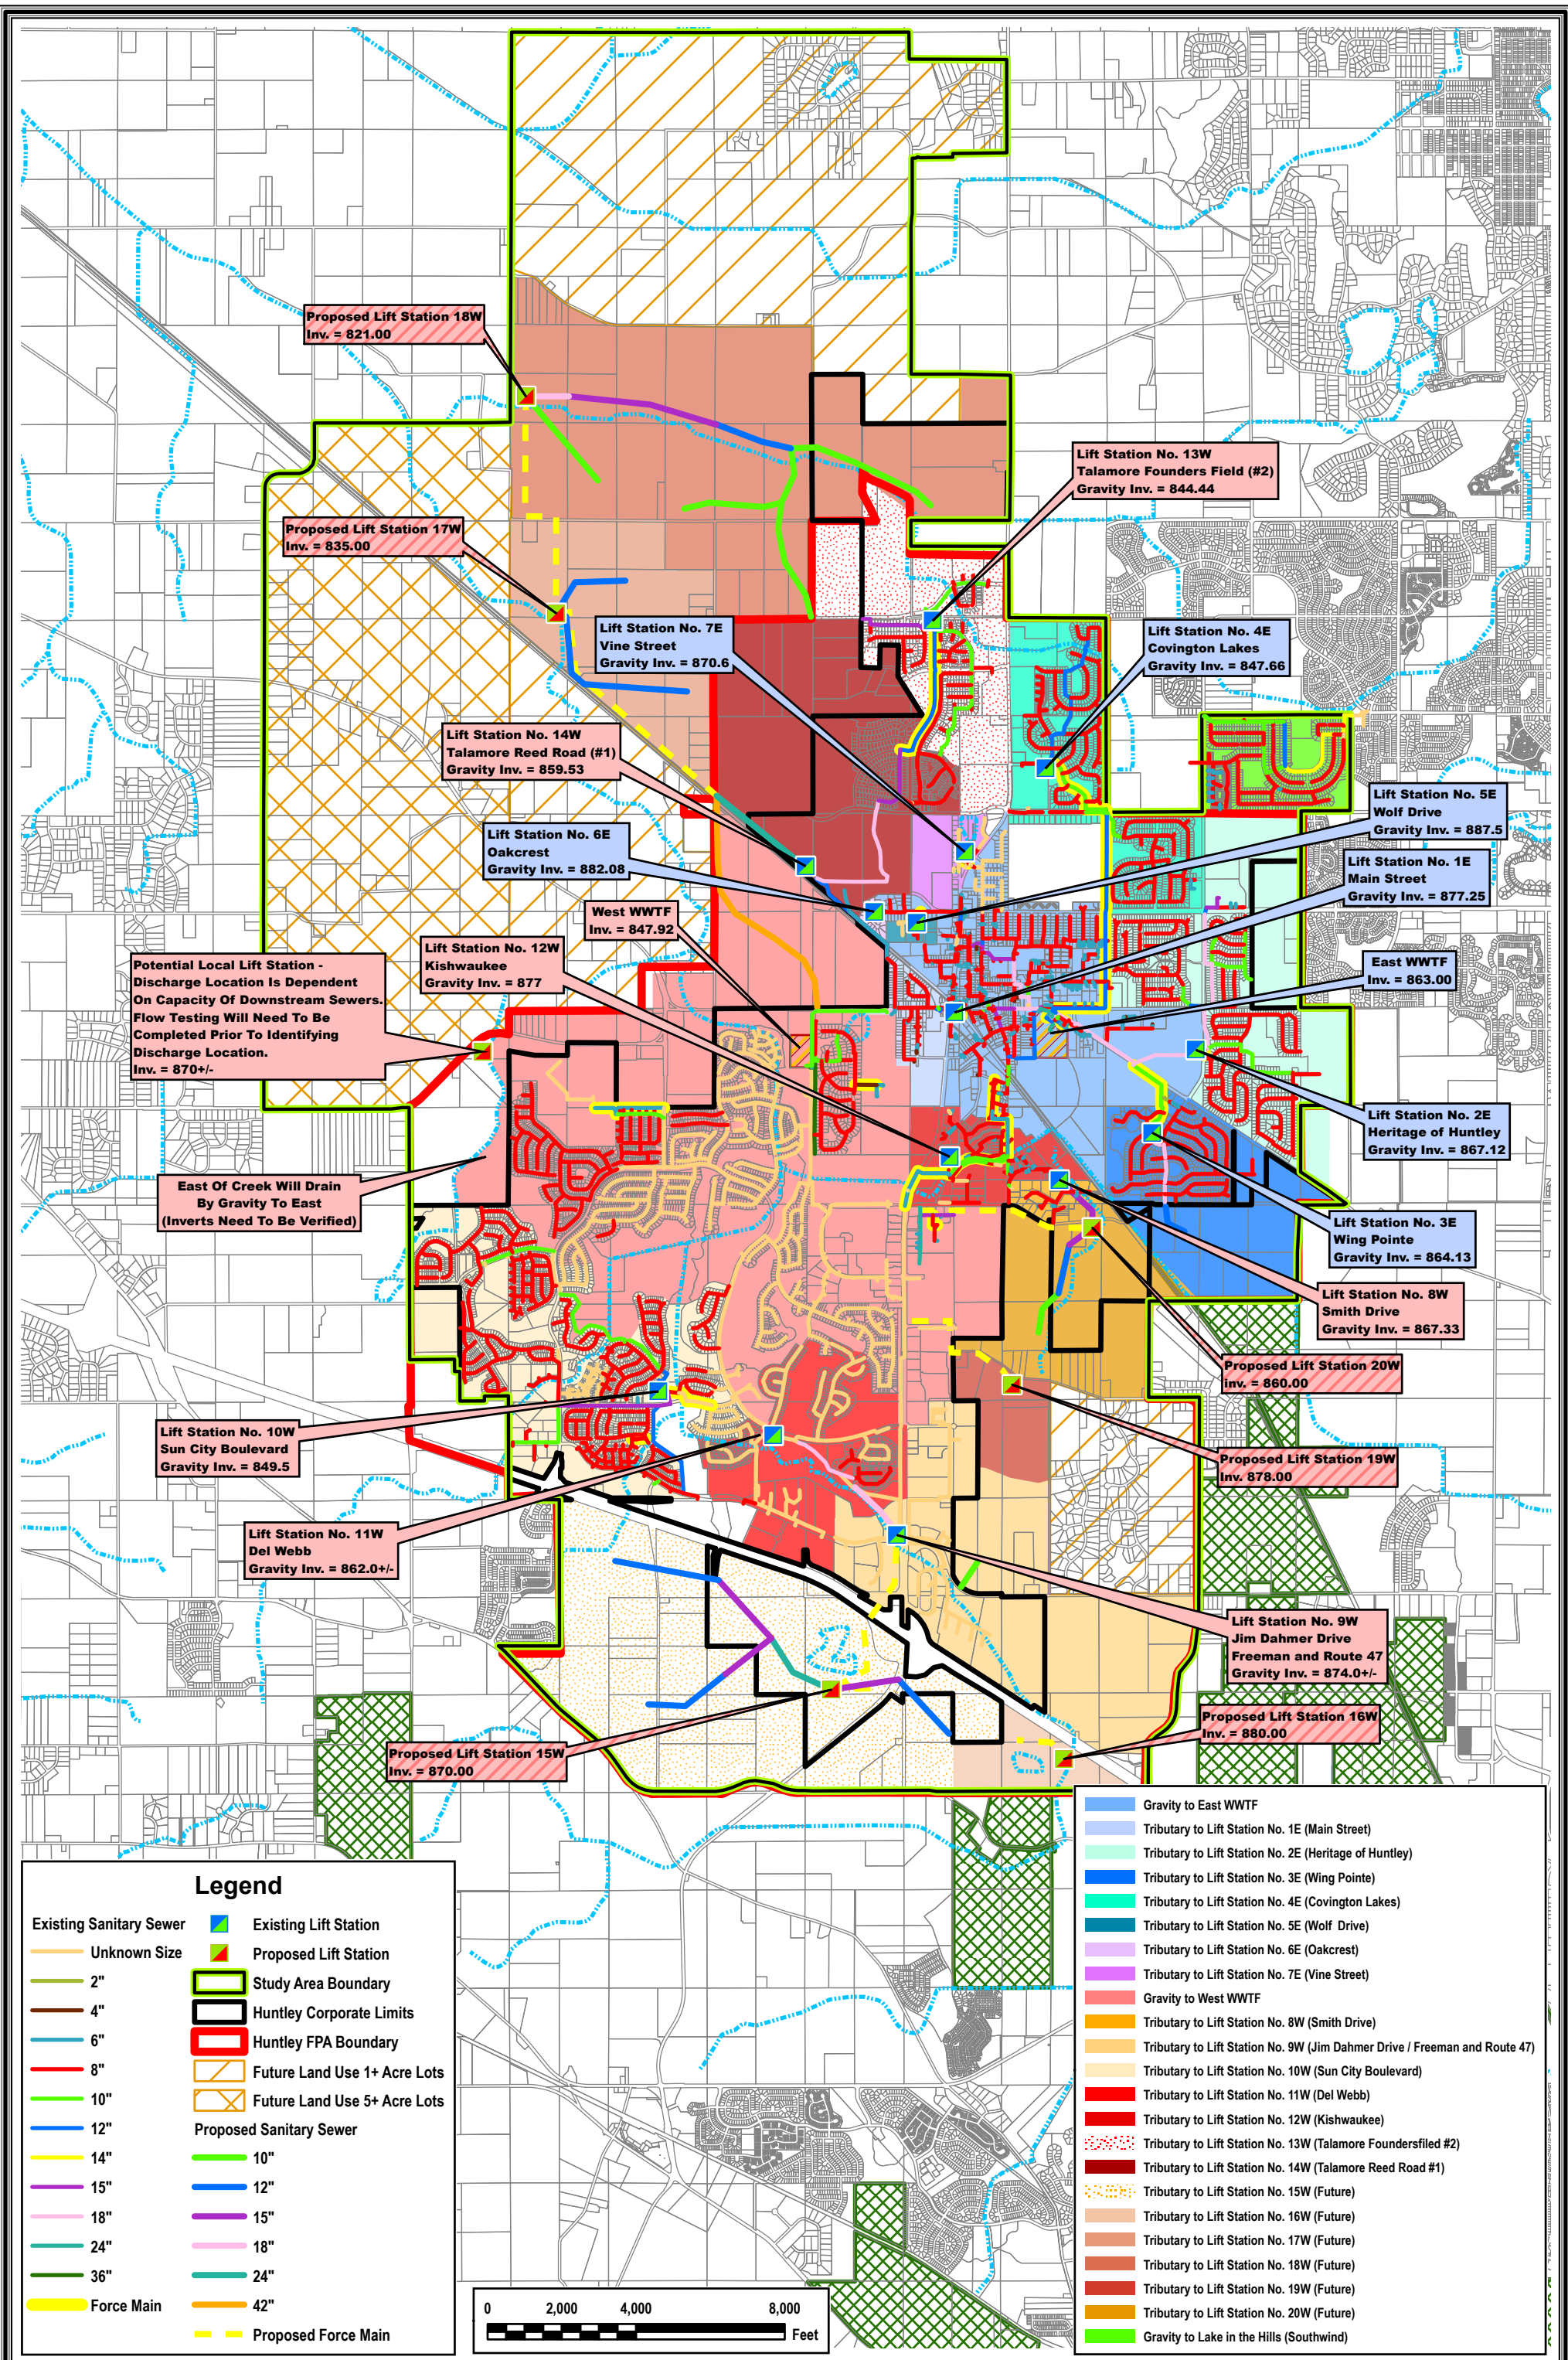 Proposed Lift Station 18W
Inv. = 821.00
Lift Station No. 13W
Talamore Founders Field (#2)
Gravity Inv. = 844.44
Proposed Lift Station 17W
Inv. = 835.00
Lift Station No. 7E
Vine Street
Gravity Inv. = 870.6
Lift Station No. 4E
Covington Lakes
Gravity Inv. = 847.66
Lift Station No. 14W
Talamore Reed Road (#1)
Gravity Inv. = 859.53
Lift Station No. 5E
Wolf Drive
Gravity Inv. = 887.5
Lift Station No. 6E
Oakcrest
Gravity Inv. = 882.08
Lift Station No. 1E
Main Street
Gravity Inv. = 877.25
West WWTF
Inv. = 847.92
Lift Station No. 12W
Kishwaukee
Gravity Inv. = 877
East WWTF
Inv. = 863.00
Potential Local Lift Station -
Discharge Location Is Dependent
On Capacity Of Downstream Sewers.
Flow Testing Will Need To Be
Completed Prior To Identifying
Discharge Location.
Inv. = 870+/-
Lift Station No. 2E
Heritage of Huntley
Gravity Inv. = 867.12
East Of Creek Will Drain
By Gravity To East
(Inverts Need To Be Verified)
Lift Station No. 3E
Wing Pointe
Gravity Inv. = 864.13
Lift Station No. 8W
Smith Drive
Gravity Inv. = 867.33
Proposed Lift Station 20W
inv. = 860.00
Lift Station No. 10W
Sun City Boulevard
Gravity Inv. = 849.5
Proposed Lift Station 19W
Inv. 878.00
Lift Station No. 11W
Del Webb
Gravity Inv. = 862.0+/-
Lift Station No. 9W
Jim Dahmer Drive
Freeman and Route 47
Gravity Inv. = 874.0+/-
Proposed Lift Station 16W
Inv. = 880.00
Proposed Lift Station 15W
Inv. = 870.00
Legend
Existing Sanitary Sewer
Unknown Size
2"
4"
6"
8"
10"
12"
14"
15"
18"
24"
36"
Force Main
Existing Lift Station
Proposed Lift Station
Study Area Boundary
Huntley Corporate Limits
Huntley FPA Boundary
Future Land Use 1+ Acre Lots
Future Land Use 5+ Acre Lots
Proposed Sanitary Sewer
10"
12"
15"
18"
24"
42"
Proposed Force Main
0 2,000 4,000 8,000
Feet
Gravity to East WWTF
Tributary to Lift Station No. 1E (Main Street)
Tributary to Lift Station No. 2E (Heritage of Huntley)
Tributary to Lift Station No. 3E (Wing Pointe)
Tributary to Lift Station No. 4E (Covington Lakes)
Tributary to Lift Station No. 5E (Wolf Drive)
Tributary to Lift Station No. 6E (Oakcrest)
Tributary to Lift Station No. 7E (Vine Street)
Gravity to West WWTF
Tributary to Lift Station No. 8W (Smith Drive)
Tributary to Lift Station No. 9W (Jim Dahmer Drive / Freeman and Route 47)
Tributary to Lift Station No. 10W (Sun City Boulevard)
Tributary to Lift Station No. 11W (Del Webb)
Tributary to Lift Station No. 12W (Kishwaukee)
Tributary to Lift Station No. 13W (Talamore Foundersfiled #2)
Tributary to Lift Station No. 14W (Talamore Reed Road #1)
Tributary to Lift Station No. 15W (Future)
Tributary to Lift Station No. 16W (Future)
Tributary to Lift Station No. 17W (Future)
Tributary to Lift Station No. 18W (Future)
Tributary to Lift Station No. 19W (Future)
Tributary to Lift Station No. 20W (Future)
Gravity to Lake in the Hills (Southwind)